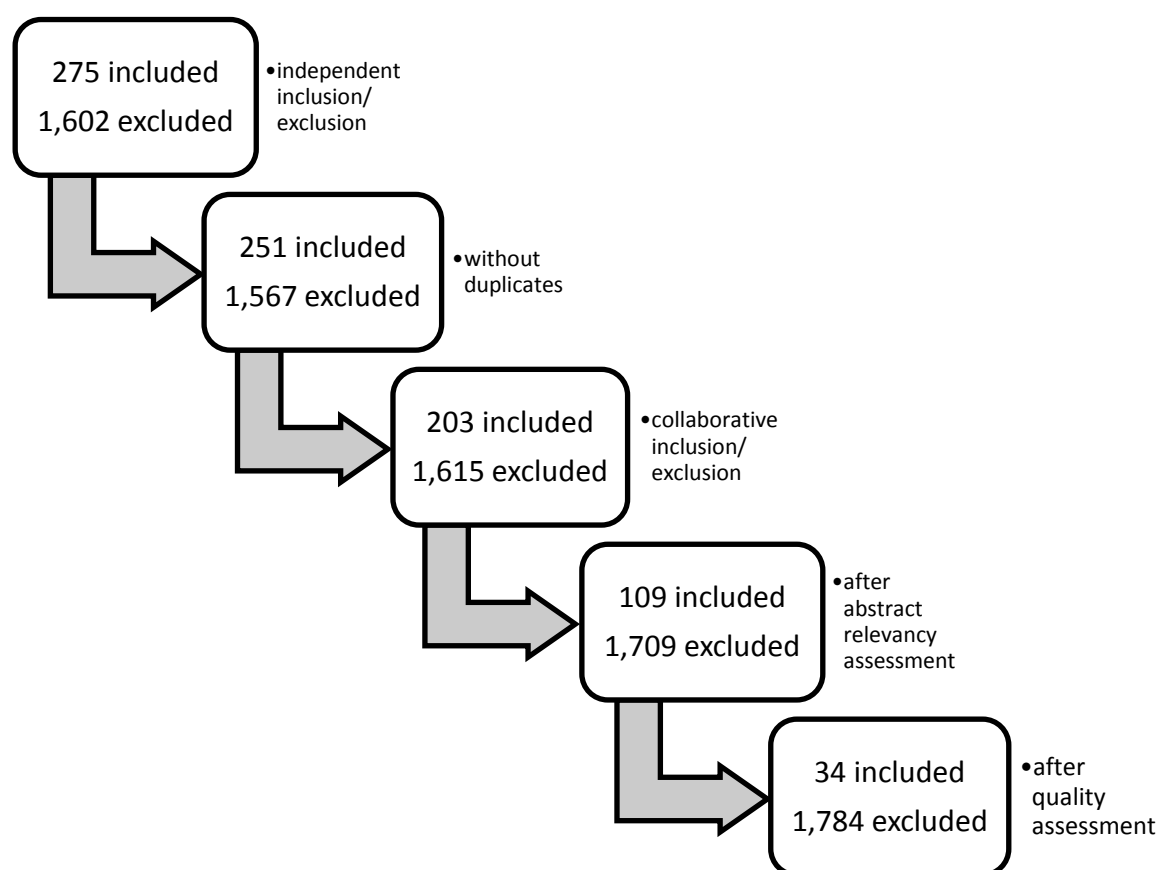 275 included
1,602 excluded
•independent
inclusion/
exclusion
251 included
1,567 excluded
•without
duplicates
203 included
1,615 excluded
•collaborative
inclusion/
exclusion
109 included
1,709 excluded
•after
abstract
relevancy
assessment
34 included
1,784 excluded
•after
quality
assessment